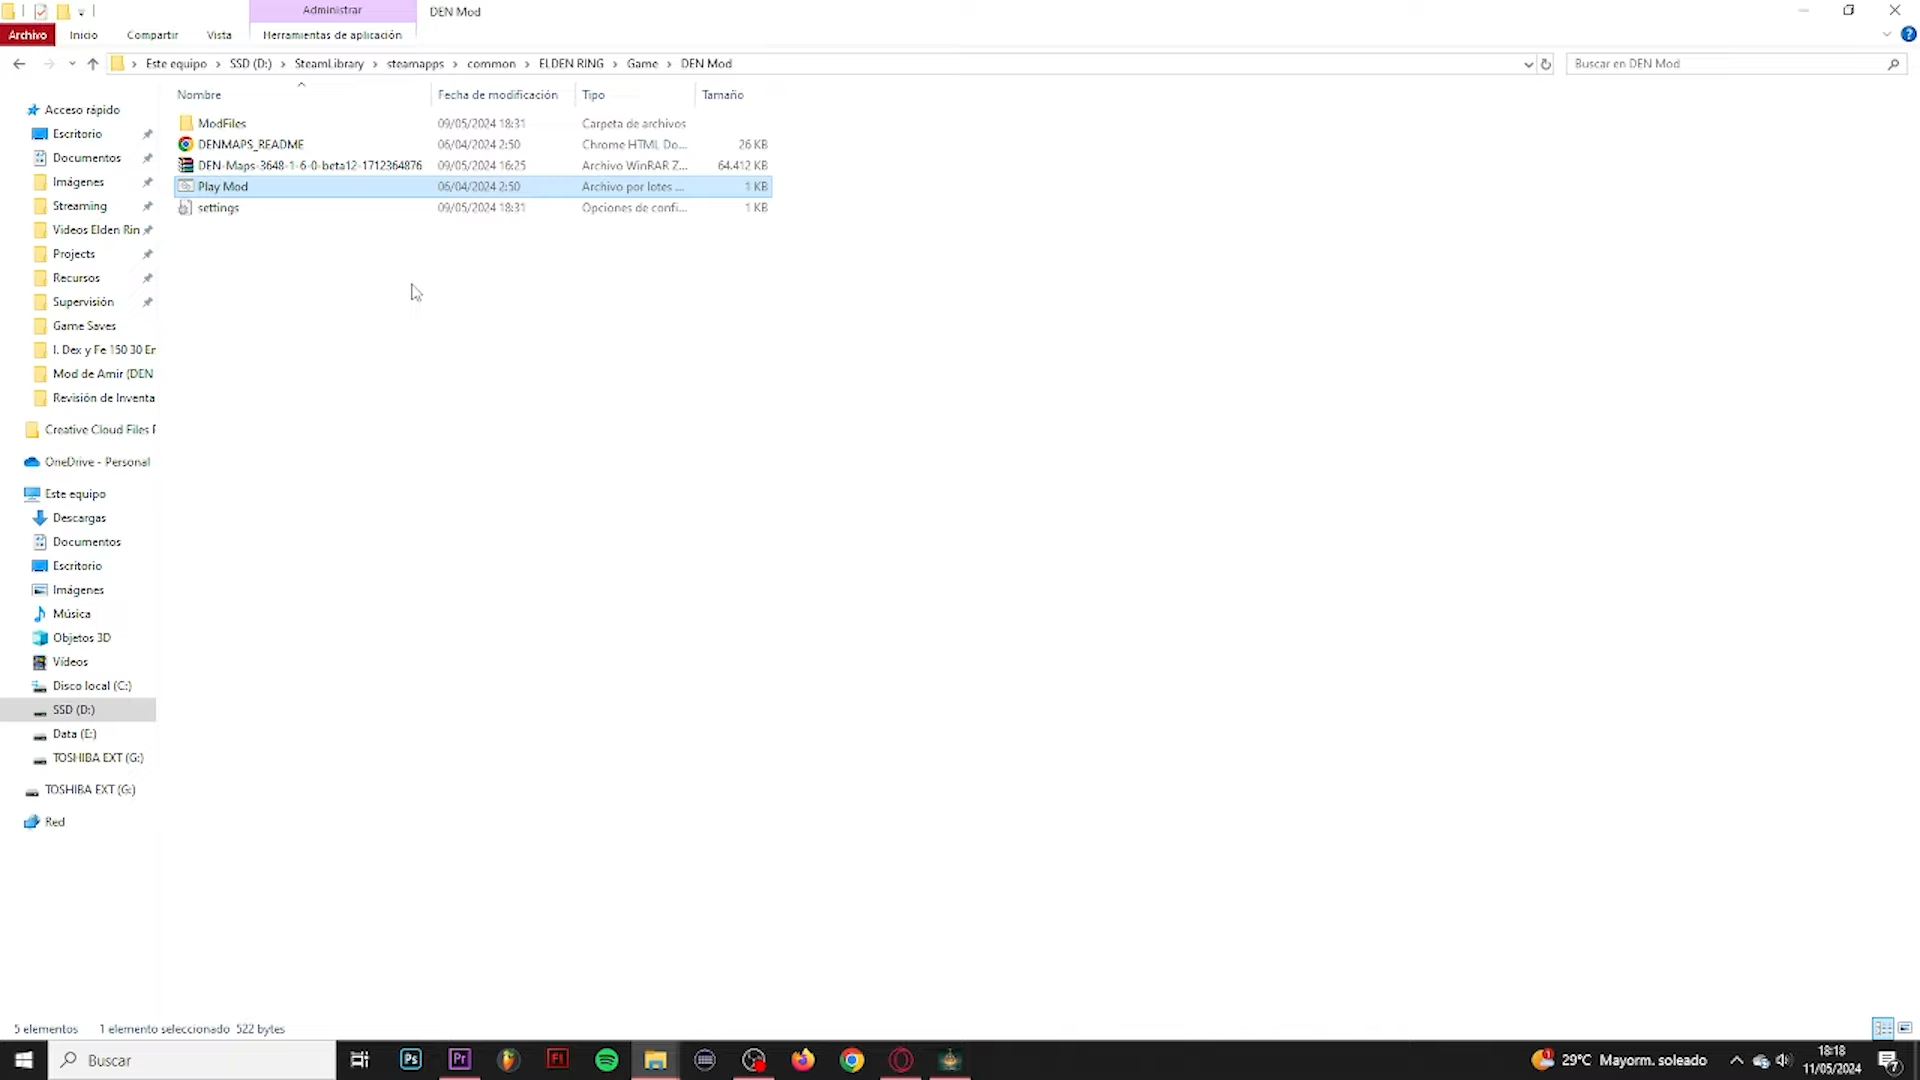 Administrar
DEN Mod
Archivo
Inicio
Compartir
Vista
Herramientas de aplicación
Este equipo
SSD (D:)
SteamLibrary
steamapps
common
ELDEN RING
Game
DEN Mod
Buscar en DEN Mod
Nombre
Fecha de modificación
Tipo
Tamaño
ModFiles 09/05/2024 18:31 Carpeta de archivos
DENMAPS_README 06/04/2024 2:50 Chrome HTML Do... 26 KB
DEN-Maps-3648-1-6-0-beta12-1712364876 09/05/2024 16:25 Archivo WinRAR Z... 64.412 KB
Play Mod 06/04/2024 2:50 Archivo por lotes ... 1 KB
settings 09/05/2024 18:31 Opciones de confi... 1 KB
Acceso rápido
Escritorio
Documentos
Imágenes
Streaming
Videos Elden Rin
Projects
Recursos
Supervisión
Game Saves
I. Dex y Fe 150 30 Er
Mod de Amir (DEN
Revisión de Inventa
Creative Cloud Files F
OneDrive - Personal
Este equipo
Descargas
Documentos
Escritorio
Imágenes
Música
Objetos 3D
Vídeos
Disco local (C:)
SSD (D:)
Data (E:)
TOSHIBA EXT (G:)
TOSHIBA EXT (G:)
Red
5 elementos 1 elemento seleccionado 522 bytes
Buscar
Ps
Pr
Fl
1
29°C Mayorm. soleado
18:18
11/05/2024
7